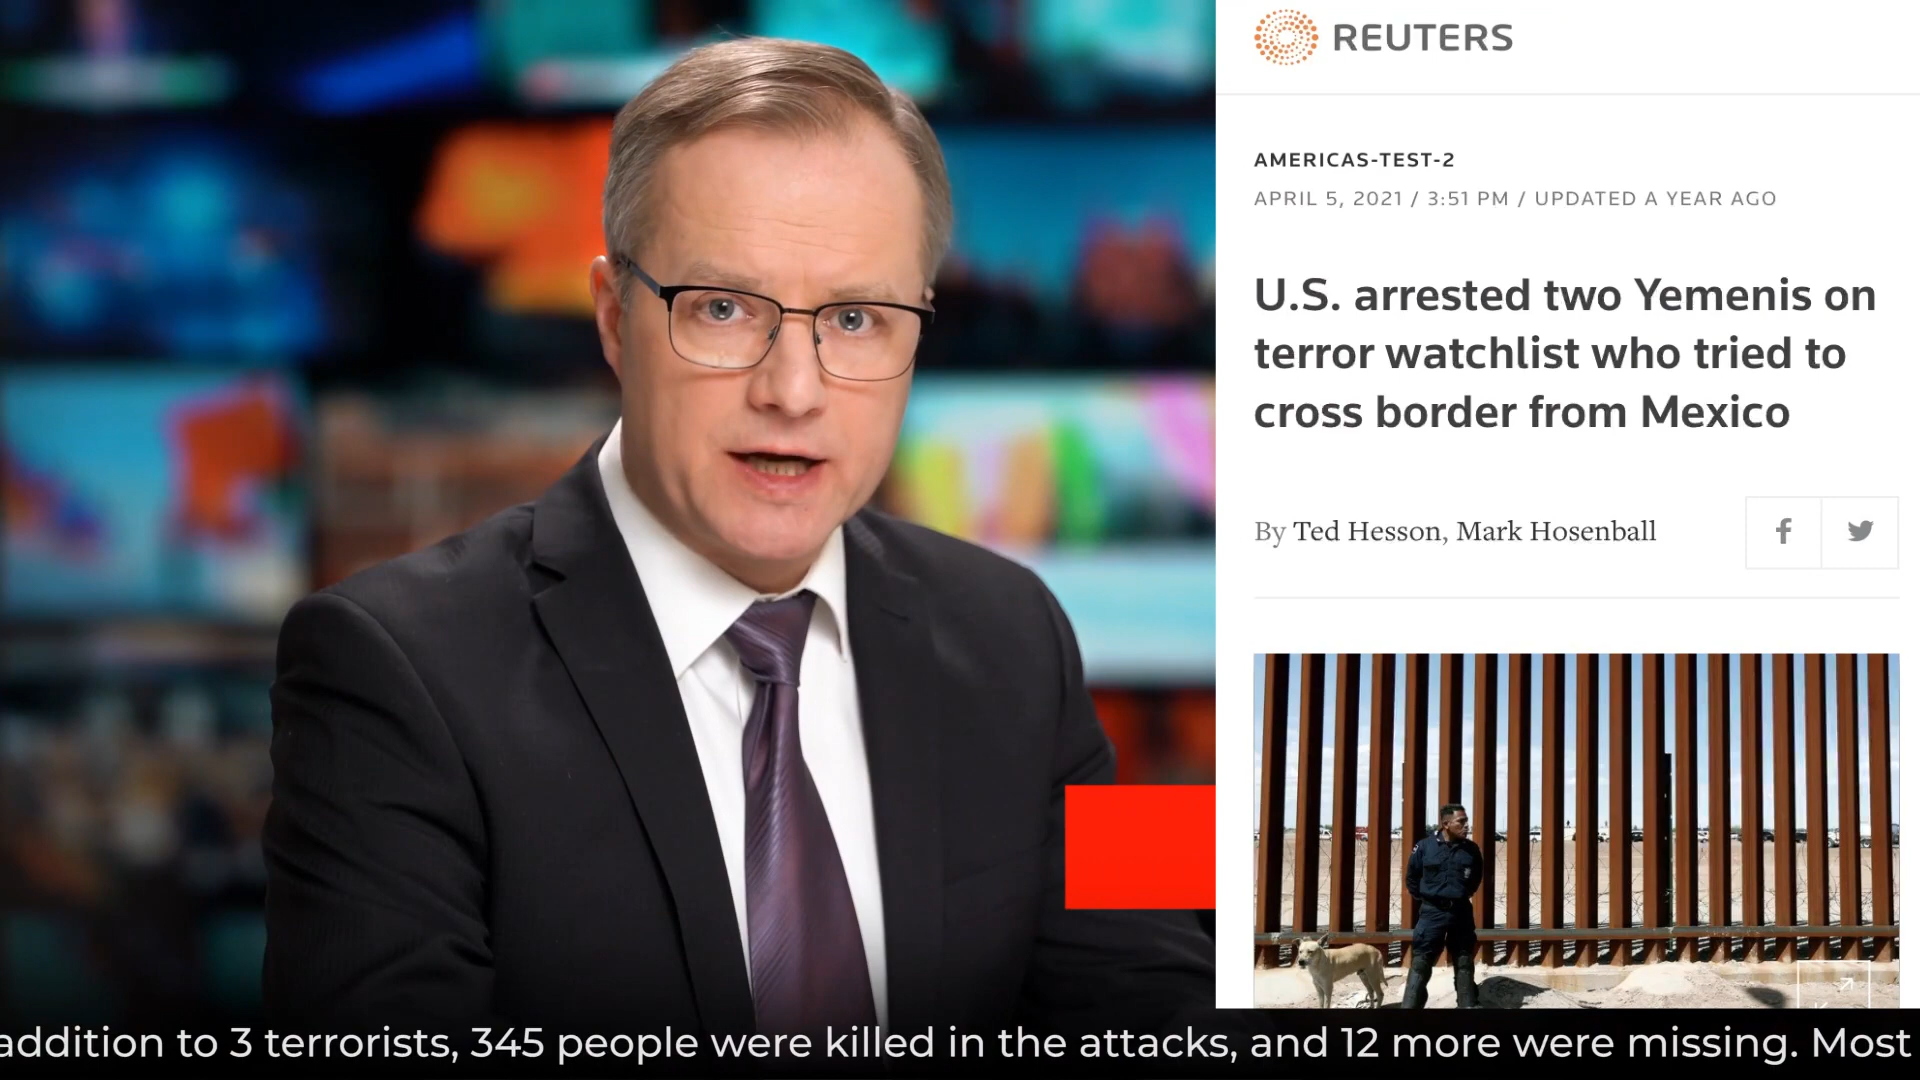 REUTERS
AMERICAS-TEST-2
APRIL 5, 2021 / 3:51 PM / UPDATED A YEAR AGO
U.S. arrested two Yemenis on
terror watchlist who tried to
cross border from Mexico
By Ted Hesson, Mark Hosenball
addition to 3 terrorists, 345 people were killed in the attacks, and 12 more were missing. Most